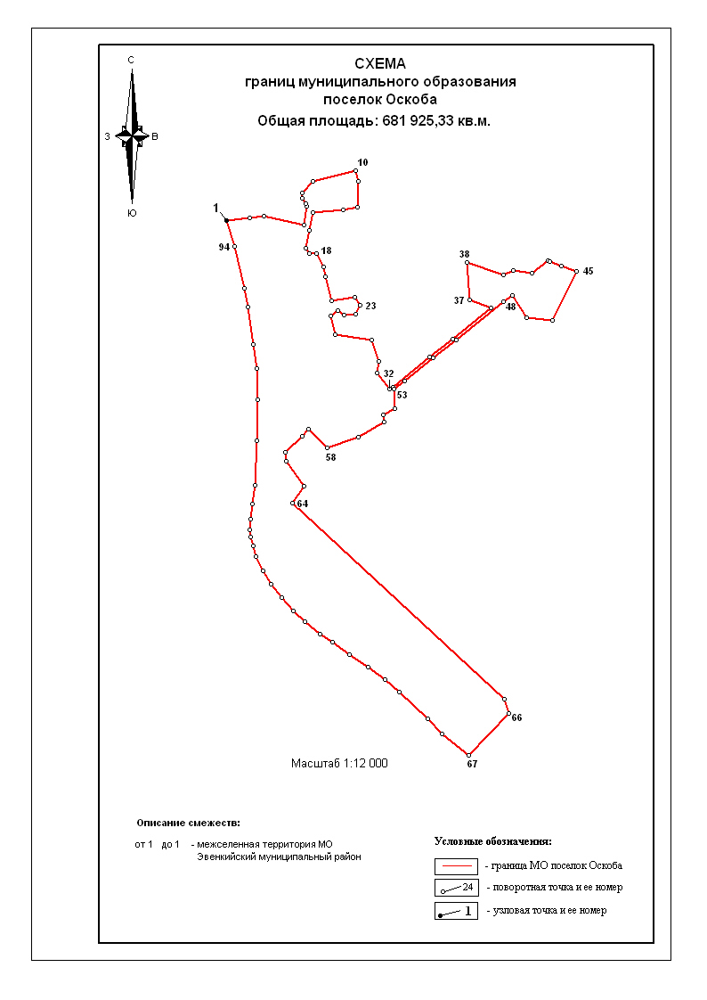 СХЕМА
границ муниципального образования
поселок Оскоба
Общая площадь: 681 925,33 кв.м.
С
З
В
Ю
10
1
94
18
38
45
37
48
23
32
53
58
64
66
67
Масштаб 1:12 000
Описание смежеств:
от 1 до 1 - межселенная территория МО
Эвенкийский муниципальный район
Условные обозначения:
- граница МО поселок Оскоба
24 - поворотная точка и ее номер
1 - узловая точка и ее номер